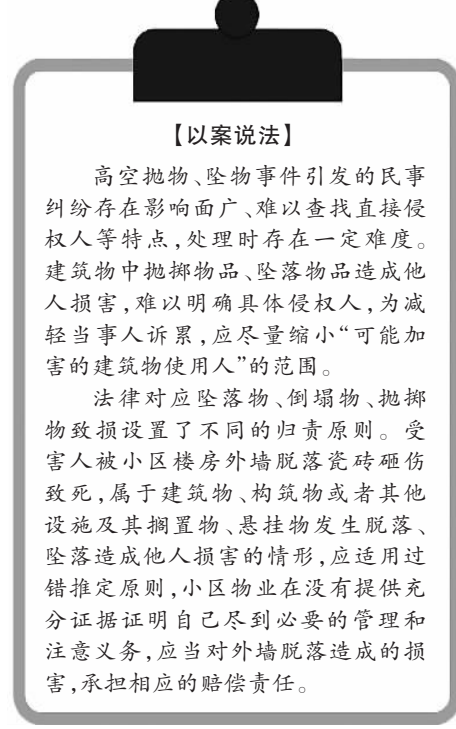 【以案说法】
高空抛物、坠物事件引发的民事
纠纷存在影响面广、难以查找直接侵
权人等特点,处理时存在一定难度。
建筑物中抛掷物品、坠落物品造成他
人损害,难以明确具体侵权人,为减
轻当事人诉累,应尽量缩小“可能加
害的建筑物使用人”的范围。
法律对应坠落物、倒塌物、抛掷
物致损设置了不同的归责原则。受
害人被小区楼房外墙脱落瓷砖砸伤
致死,属于建筑物、构筑物或者其他
设施及其搁置物、悬挂物发生脱落、
坠落造成他人损害的情形,应适用过
错推定原则,小区物业在没有提供充
分证据证明自己尽到必要的管理和
注意义务,应当对外墙脱落造成的损
害,承担相应的赔偿责任。